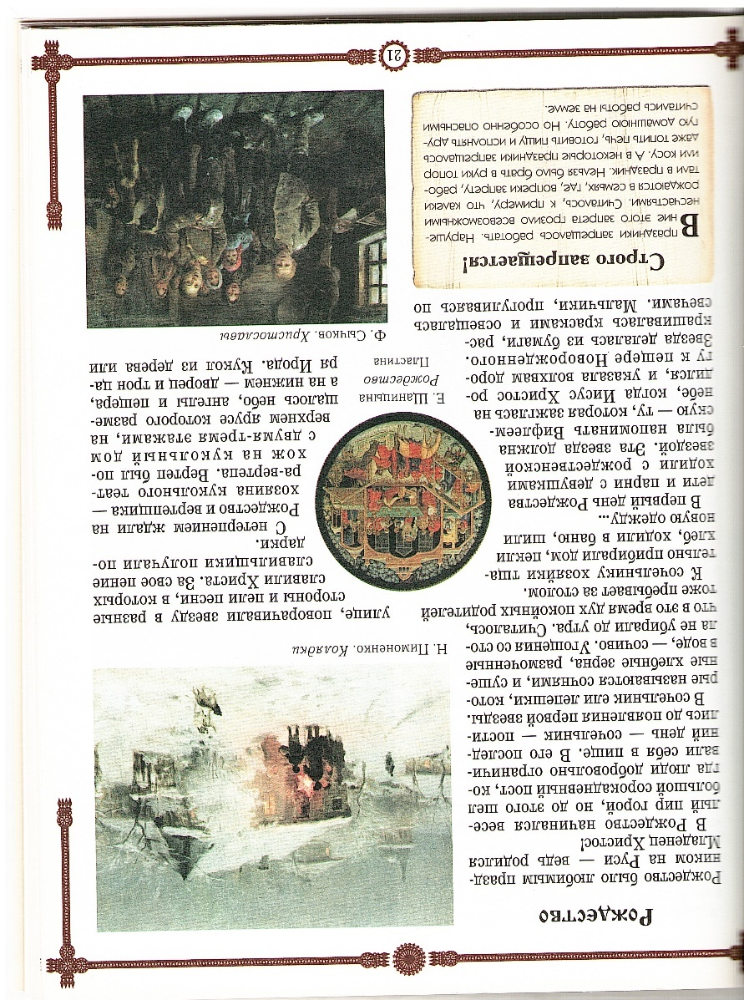 Рождество
Рождество было любимым празд-
ником на Руси — ведь родился
Младенец Христос!
В Рождество начинался весе-
лый пир горой, но до этого шел
большой сорокадневный пост, ко-
гда люди добровольно ограничи-
вали себя в пище. В его послед-
ний день — сочельник — пости-
лись до появления первой звезды.
В сочельник ели лепешки, кото-
рые называются сочнями, и суше-
ные хлебные зерна, размоченные
в воде, — сочиво. Угощения со сто-
ла не убирали до утра. Считалось,
что в это время дух покойных родителей
тоже пребывает за столом.
К сочельнику хозяйки тща-
тельно прибирали дом, пекли
хлеб, ходили в баню, шили
новую одежду...
В первый день Рождества
дети и парни с девушками
ходили с рождественской
звездой. Эта звезда должна
была напоминать Вифлеем-
скую — ту, которая зажглась на
небе, когда Иисус Христос ро-
дился, и указала волхвам доро-
гу к пещере Новорожденного.
Звезда делалась из бумаги, рас-
крашивалась красками и освещалась
свечами. Мальчики, прогуливаясь по
Строго запрещается!
В праздники запрещалось работать. Наруше-
ние этого запрета грозило всевозможными
несчастьями. Считалось, к примеру, что калеки
рождаются в семьях, где, вопреки запрету, рабо-
тали в праздник. Нельзя было брать в руки топор
или косу. А в некоторые праздники запрещалось
даже топить печь, готовить пищу и исполнять дру-
гую домашнюю работу. Но особенно опасными
считались работы на земле.
Н. Пимоненко. Колядки
улице, поворачивали звезду в разные
стороны и пели песни, в которых
славили Христа. За свое пение
славильщики получали по-
дарки.
С нетерпением ждали на
Рождество и вертепщика —
хозяина кукольного теат-
ра-вертепа. Вертеп был по-
хож на кукольный дом
с двумя-тремя этажами, на
верхнем ярусе которого разме-
щалось небо, ангелы и пещера,
а на нижнем — дворец и трон ца-
ря Ирода. Кукол из дерева или
Е. Шаницына
Рождество
Пластина
Ф. Сычков. Христославы
21